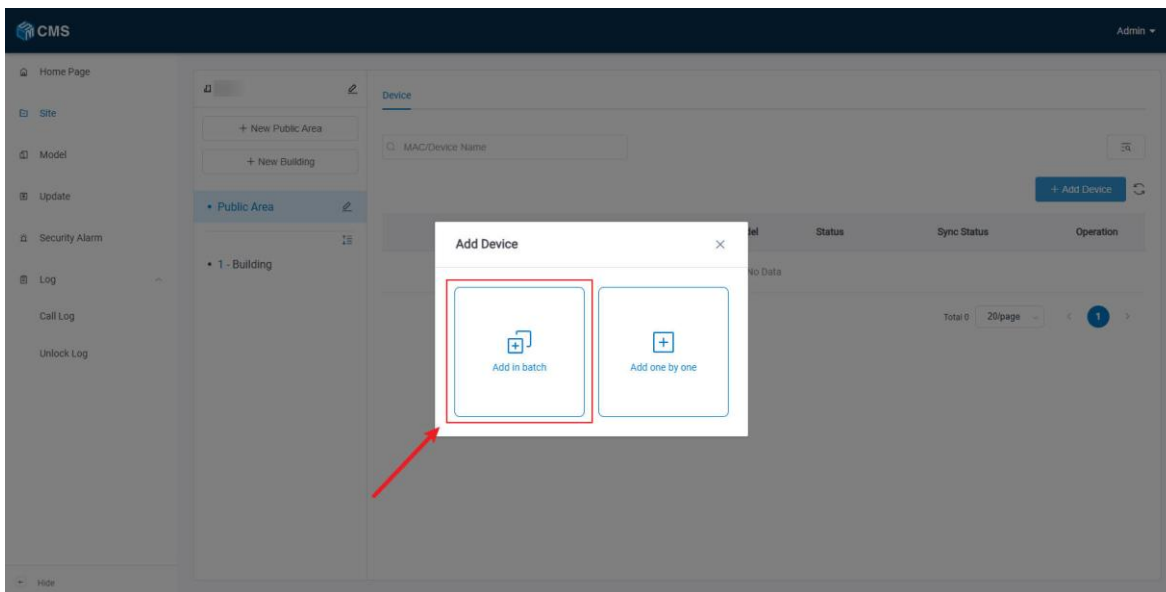 CMS
Admin
Home Page
Site
Model
Update
Security Alarm
Log
Call Log
Unlock Log
Hide
+ New Public Area
+ New Building
Public Area
1 - Building
Device
MAC/Device Name
+ Add Device
Status
Sync Status
Operation
No Data
Total 0
20/page
1
Add Device
Add in batch
Add one by one